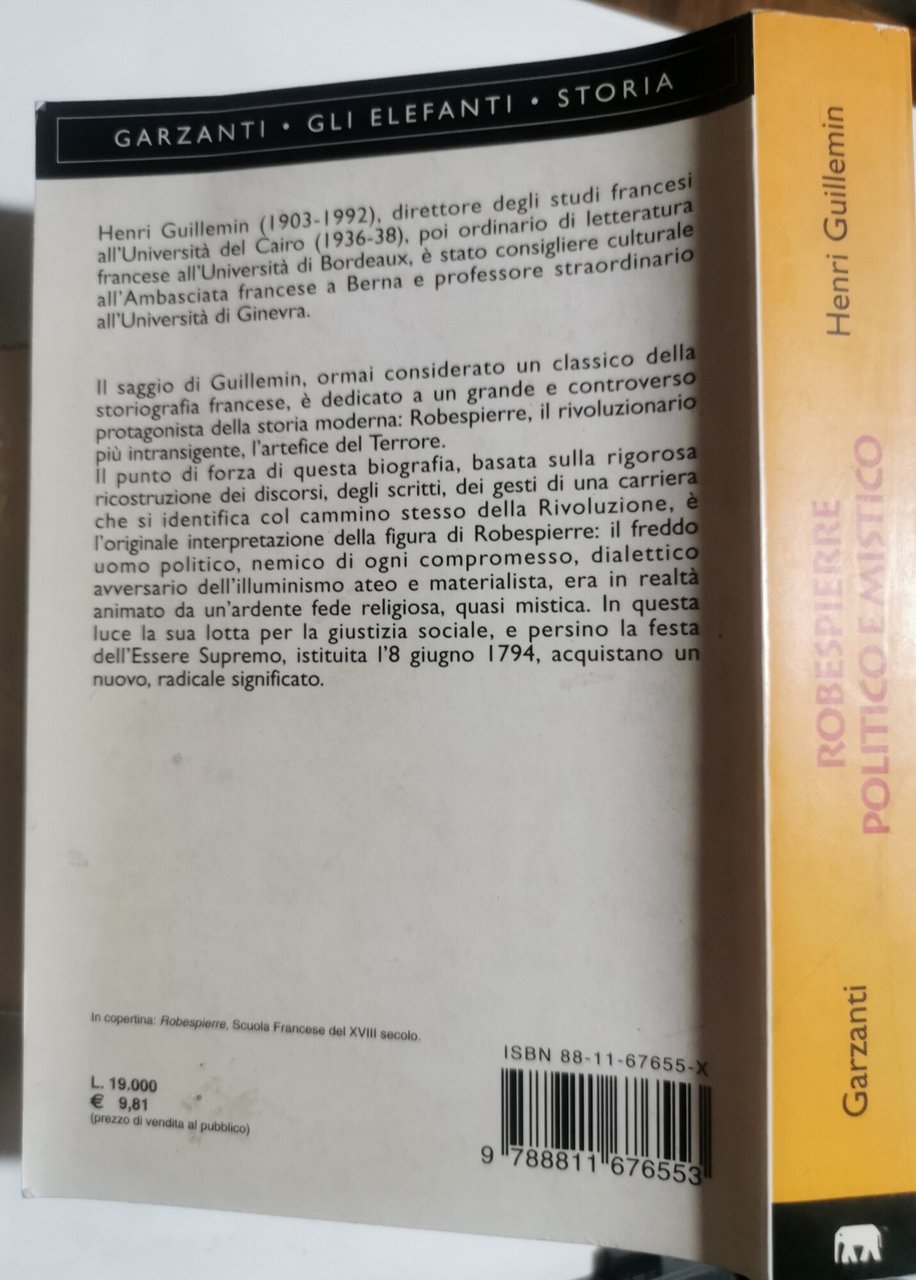 GARZANTI • GLI ELEFANTI • STORIA
Henri Guillemin (1903-1992), direttore degli studi francesi
all'Università del Cairo (1936-38), poi ordinario di letteratura
francese all'Università di Bordeaux, è stato consigliere culturale
all'Ambasciata francese a Berna e professore straordinario
all'Università di Ginevra.
Il saggio di Guillemin, ormai considerato un classico della
storiografia francese, è dedicato a un grande e controverso
protagonista della storia moderna: Robespierre, il rivoluzionario
più intransigente, l'artefice del Terrore.
Il punto di forza di questa biografia, basata sulla rigorosa
ricostruzione dei discorsi, degli scritti, dei gesti di una carriera
che si identifica col cammino stesso della Rivoluzione, è
l'originale interpretazione della figura di Robespierre: il freddo
uomo politico, nemico di ogni compromesso, dialettico
avversario dell'illuminismo ateo e materialista, era in realtà
animato da un'ardente fede religiosa, quasi mistica. In questa
luce la sua lotta per la giustizia sociale, e persino la festa
dell'Essere Supremo, istituita l'8 giugno 1794, acquistano un
nuovo, radicale significato.
In copertina: Robespierre, Scuola Francese del XVIII secolo.
L. 19.000
€ 9,81
(prezzo di vendita al pubblico)
ISBN 88-11-67655-X
9 788811 676553
Henri Guillemin
ROBESPIERRE
POLITICO E MISTICO
Garzanti